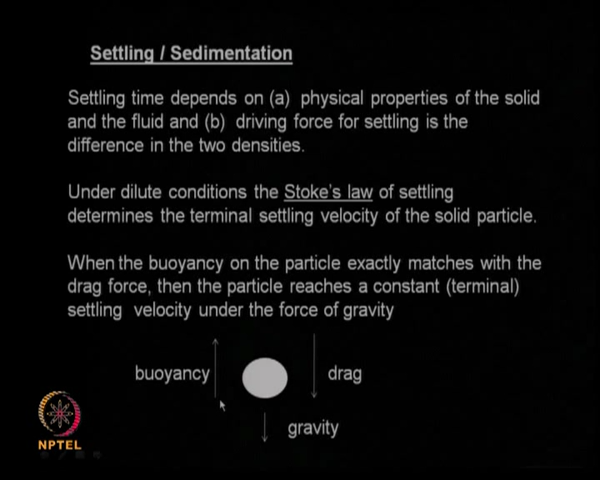 Settling / Sedimentation
Settling time depends on (a) physical properties of the solid
and the fluid and (b) driving force for settling is the
difference in the two densities.
Under dilute conditions the Stoke's law of settling
determines the terminal settling velocity of the solid particle.
When the buoyancy on the particle exactly matches with the
drag force, then the particle reaches a constant (terminal)
settling velocity under the force of gravity
buoyancy
drag
gravity
NPTEL